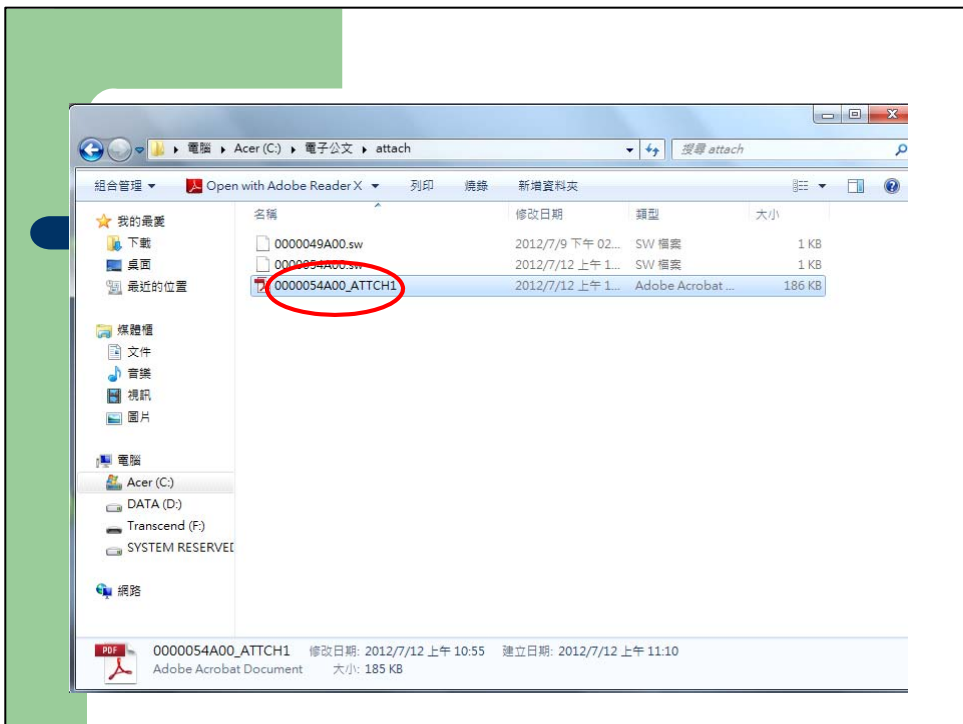 電腦 ▸ Acer (C:) ▸ 電子公文 ▸ attach 搜尋 attach
組合管理 ▼ Open with Adobe Reader X ▼ 列印 燒錄 新增資料夾
名稱 修改日期 類型 大小
0000049A00.sw 2012/7/9 下午 02... SW 檔案 1 KB
0000054A00.sw 2012/7/12 上午 1... SW 檔案 1 KB
0000054A00_ATTCH1 2012/7/12 上午 1... Adobe Acrobat ... 186 KB
我的最愛
下載
桌面
最近的位置
媒體櫃
文件
音樂
視訊
圖片
電腦
Acer (C:)
DATA (D:)
Transcend (F:)
SYSTEM RESERVED
網路
PDF
0000054A00_ATTCH1 修改日期: 2012/7/12 上午 10:55 建立日期: 2012/7/12 上午 11:10
Adobe Acrobat Document 大小: 185 KB